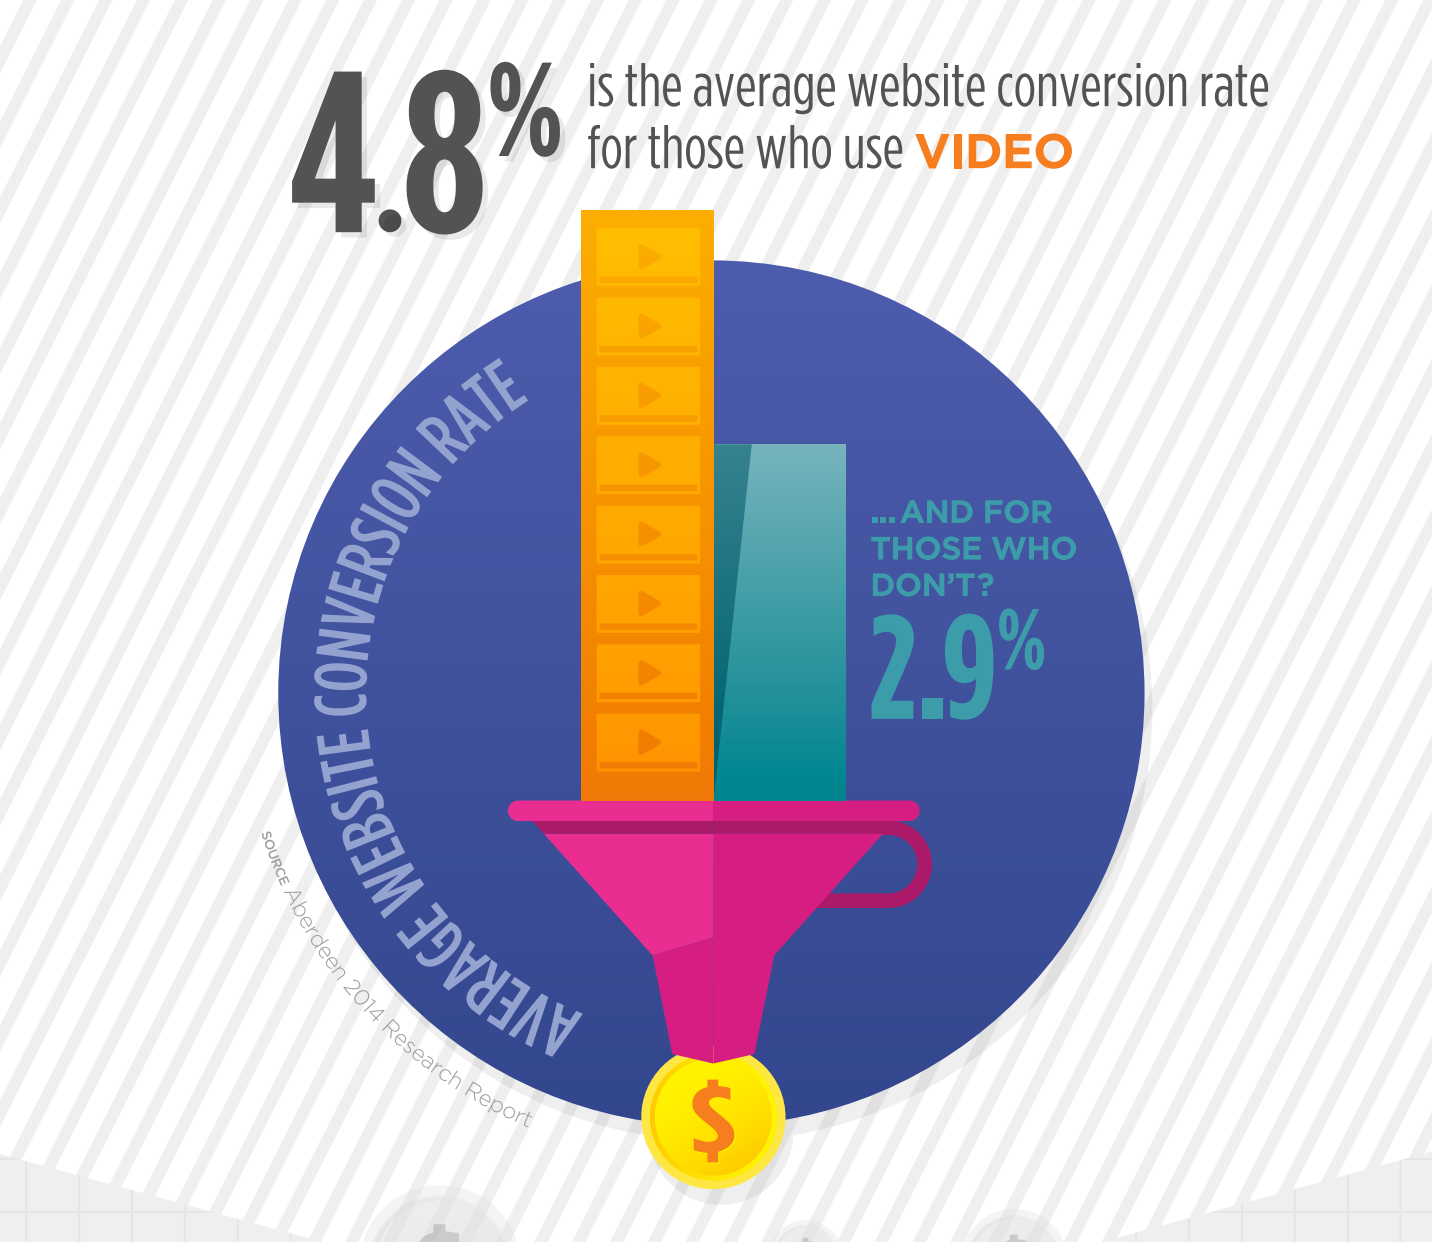 4.8%
is the average website conversion rate
for those who use VIDEO
AVERAGE WEBSITE CONVERSION RATE
...AND FOR
THOSE WHO
DON'T?
2.9%
SOURCE Aberdeen 2014 Research Report
$